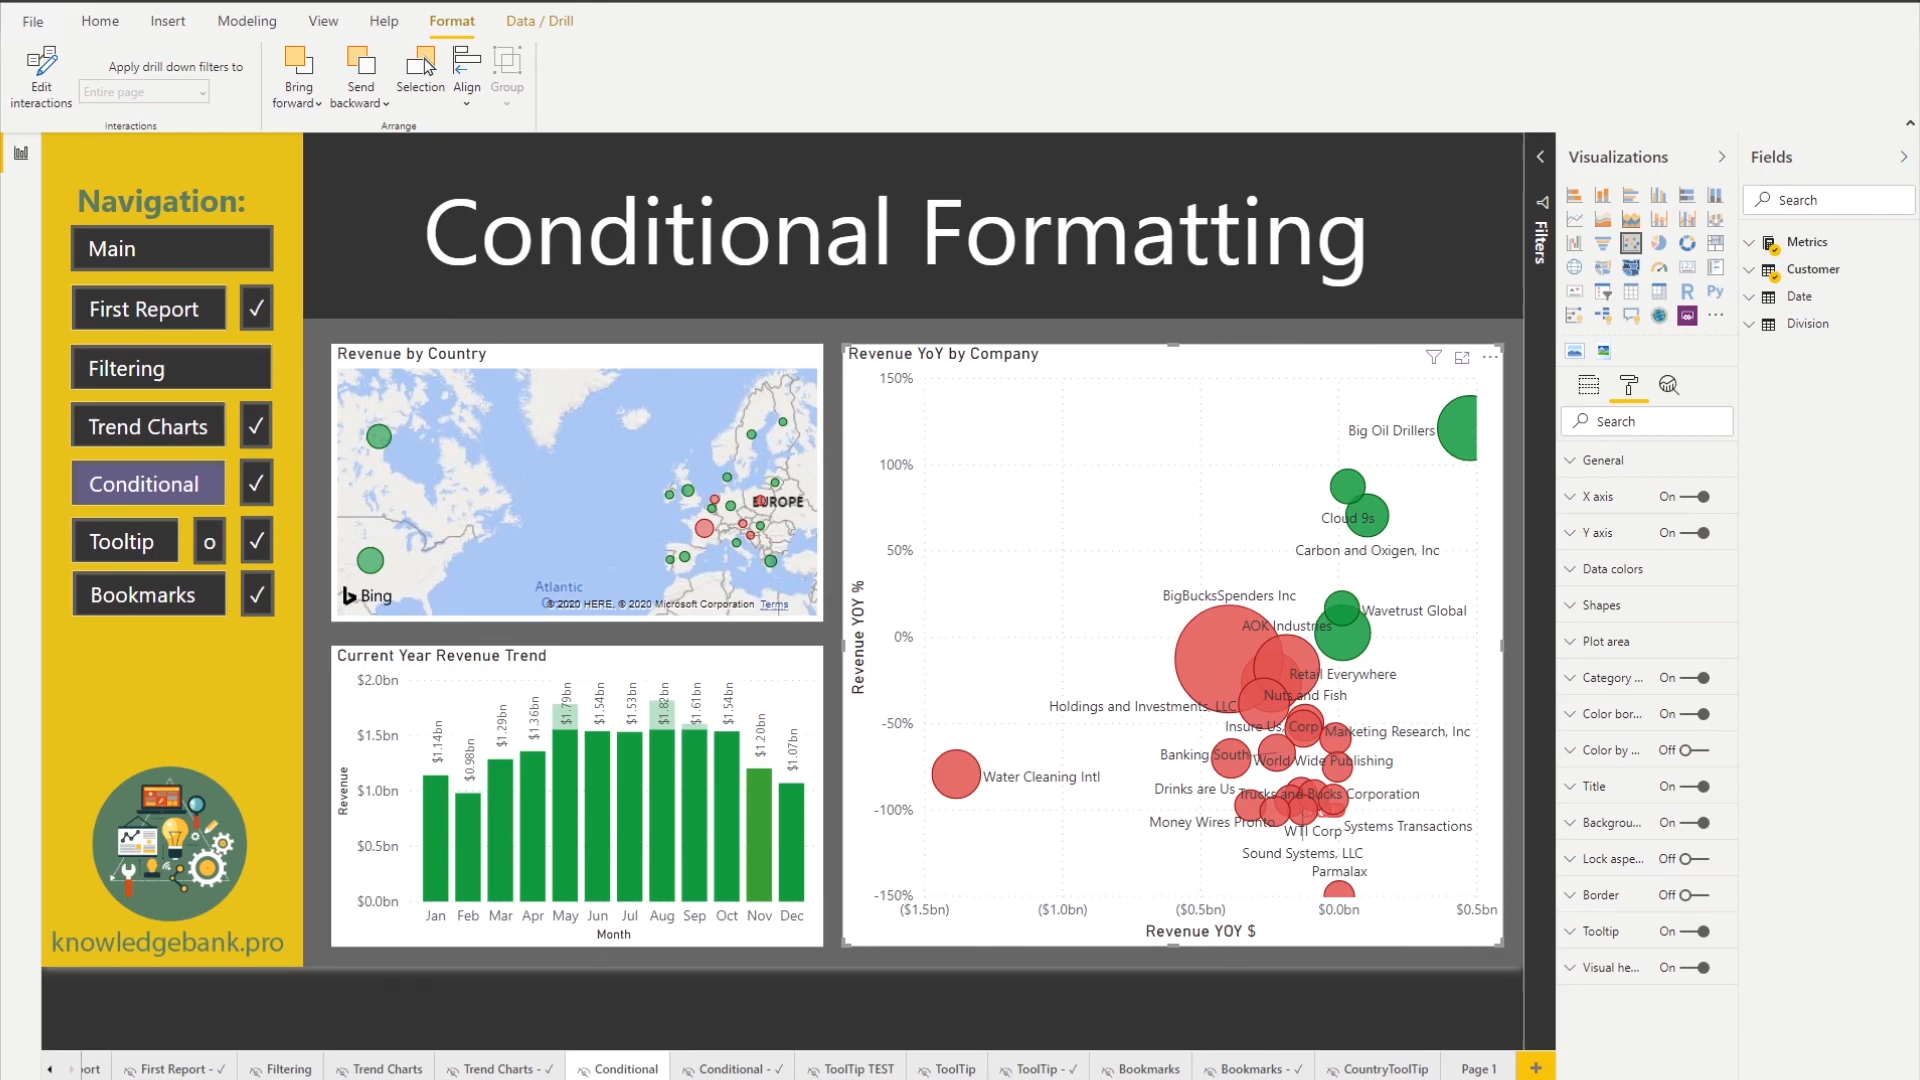 File Home Insert Modeling View Help Format Data / Drill
Edit interactions
Apply drill down filters to
Entire page
Interactions
Bring forward
Send backward
Selection
Align
Group
Arrange
Navigation:
Main
First Report ✓
Filtering
Trend Charts ✓
Conditional ✓
Tooltip o ✓
Bookmarks ✓
knowledgebank.pro
Conditional Formatting
Revenue by Country
EUROPE
Atlantic
Bing
© 2020 HERE, © 2020 Microsoft Corporation Terms
Current Year Revenue Trend
$2.0bn
$1.5bn
$1.0bn
$0.5bn
$0.0bn
Revenue
$1.14bn $0.98bn $1.29bn $1.36bn $1.79bn $1.54bn $1.53bn $1.82bn $1.61bn $1.54bn $1.20bn $1.07bn
Jan Feb Mar Apr May Jun Jul Aug Sep Oct Nov Dec
Month
Revenue YoY by Company
150%
100%
50%
0%
-50%
-100%
-150%
Revenue YOY %
Big Oil Drillers
Cloud 9s
Carbon and Oxigen, Inc
BigBucksSpenders Inc
Wavetrust Global
AOK Industries
Retail Everywhere
Nuts and Fish
Holdings and Investments, LLC
Insure Us, Corp
Marketing Research, Inc
Banking South
World Wide Publishing
Water Cleaning Intl
Drinks are Us
Trucks and Bucks Corporation
Money Wires Pronto
WTI Corp
Systems Transactions
Sound Systems, LLC
Parmalax
($1.5bn) ($1.0bn) ($0.5bn) $0.0bn $0.5bn
Revenue YOY $
Filters
Visualizations
R Py
Search
General
X axis On
Y axis On
Data colors
Shapes
Plot area
Category ... On
Color bor... On
Color by ... Off
Title On
Backgrou... On
Lock aspe... Off
Border Off
Tooltip On
Visual he... On
Fields
Search
Metrics
Customer
Date
Division
ort First Report - ✓ Filtering Trend Charts Trend Charts - ✓ Conditional Conditional - ✓ ToolTip TEST ToolTip ToolTip - ✓ Bookmarks Bookmarks - ✓ CountryToolTip Page 1 +